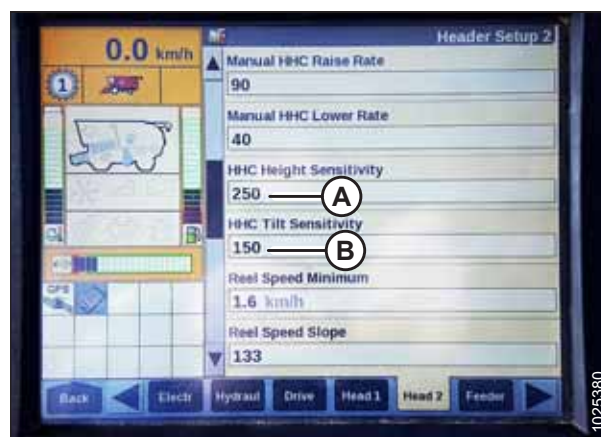 0.0 km/h
Header Setup 2
1
Manual HHC Raise Rate
90
Manual HHC Lower Rate
40
HHC Height Sensitivity
250
A
HHC Tilt Sensitivity
150
B
Reel Speed Minimum
1.6 km/h
GPS
Reel Speed Slope
133
Back
Electr
Hydraul
Drive
Head 1
Head 2
Feeder
1025380